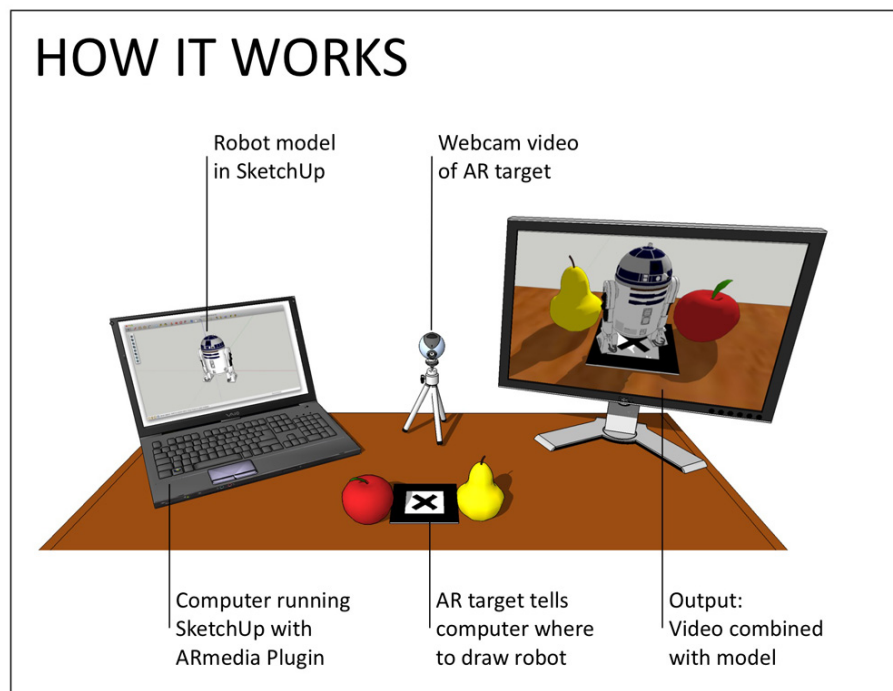 HOW IT WORKS
Robot model
in SketchUp
Webcam video
of AR target
Computer running
SketchUp with
ARmedia Plugin
AR target tells
computer where
to draw robot
Output:
Video combined
with model